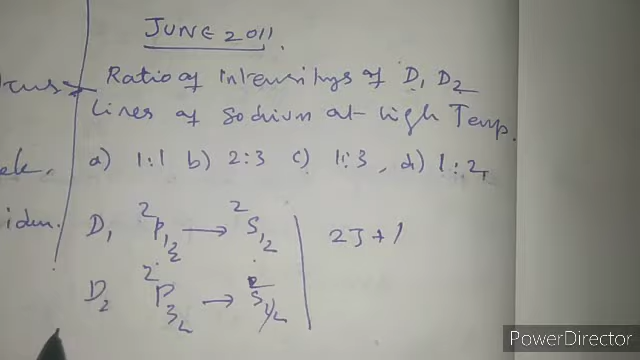 JUNE 2011.
Ratio of intensitys of D1 D2
lines of sodium at high Temp.
a) 1:1 b) 2:3 c) 1:3, d) 1:2,
D1 ²P1/2 → ²S1/2 2J+1
D2 ²P3/2 → ²S1/2
PowerDirector